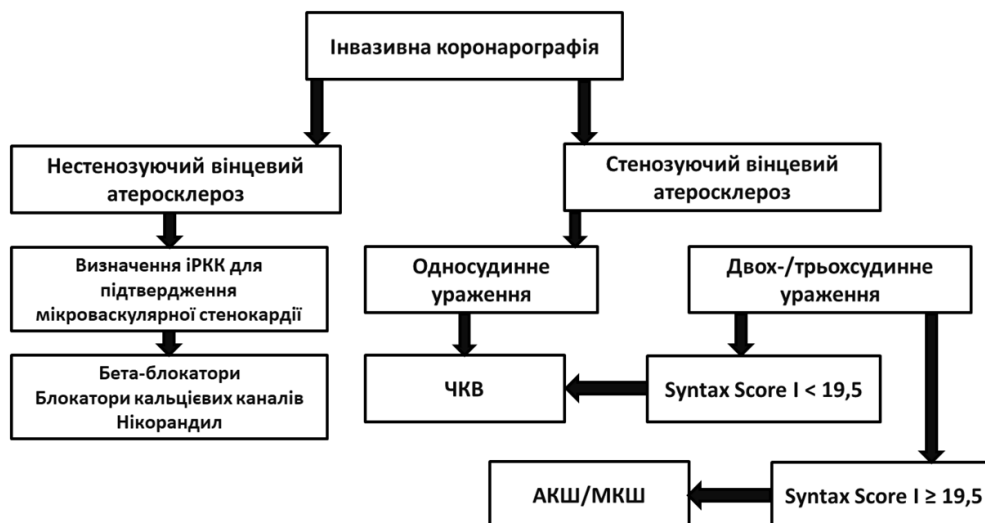 Інвазивна коронарографія
Нестенозуючий вінцевий
атеросклероз
Стенозуючий вінцевий
атеросклероз
Визначення іРКК для
підтвердження
мікроваскулярної стенокардії
Односудинне
ураження
Двох-/трьохсудинне
ураження
Бета-блокатори
Блокатори кальцієвих каналів
Нікорандил
ЧКВ
Syntax Score I < 19,5
АКШ/МКШ
Syntax Score I ≥ 19,5